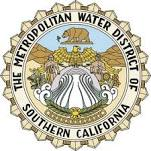 THE METROPOLITAN WATER DISTRICT OF
SOUTHERN CALIFORNIA